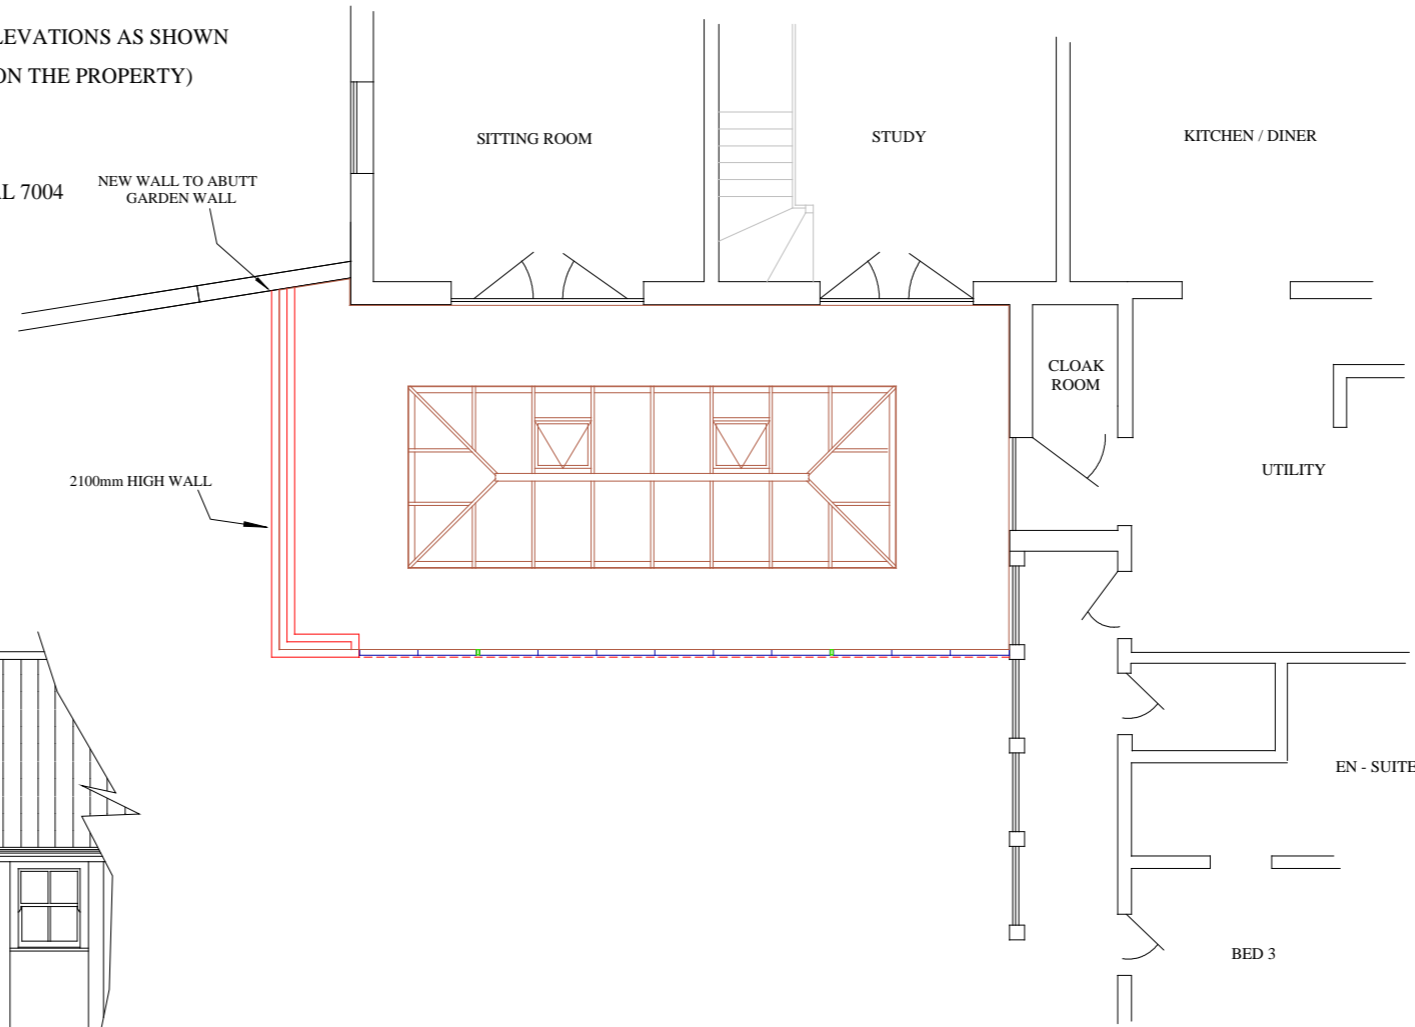 LEVATIONS AS SHOWN
ON THE PROPERTY)
AL 7004
NEW WALL TO ABUTT
GARDEN WALL
SITTING ROOM
STUDY
KITCHEN / DINER
CLOAK
ROOM
2100mm HIGH WALL
UTILITY
EN - SUITE
BED 3